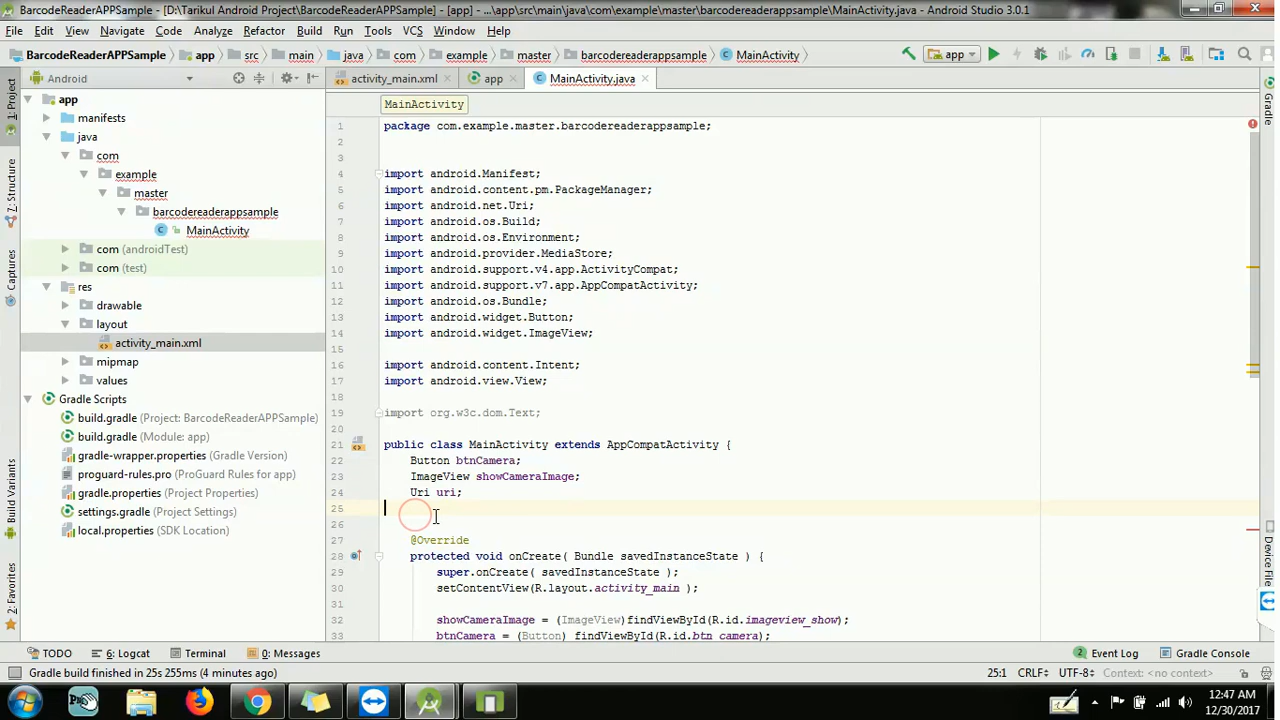 BarcodeReaderAPPSample - [D:\Tarikul Android Project\BarcodeReaderAPPSample] - [app] - ...\app\src\main\java\com\example\master\barcodereaderappsample\MainActivity.java - Android Studio 3.0.1
File Edit View Navigate Code Analyze Refactor Build Run Tools VCS Window Help
BarcodeReaderAPPSample app src main java com example master barcodereaderappsample MainActivity app
Android activity_main.xml app MainActivity.java
1: Project
Z: Structure
Captures
Build Variants
2: Favorites
app
manifests
java
com
example
master
barcodereaderappsample
MainActivity
com (androidTest)
com (test)
res
drawable
layout
activity_main.xml
mipmap
values
Gradle Scripts
build.gradle (Project: BarcodeReaderAPPSample)
build.gradle (Module: app)
gradle-wrapper.properties (Gradle Version)
proguard-rules.pro (ProGuard Rules for app)
gradle.properties (Project Properties)
settings.gradle (Project Settings)
local.properties (SDK Location)
MainActivity
1 package com.example.master.barcodereaderappsample;
2
3
4 import android.Manifest;
5 import android.content.pm.PackageManager;
6 import android.net.Uri;
7 import android.os.Build;
8 import android.os.Environment;
9 import android.provider.MediaStore;
10 import android.support.v4.app.ActivityCompat;
11 import android.support.v7.app.AppCompatActivity;
12 import android.os.Bundle;
13 import android.widget.Button;
14 import android.widget.ImageView;
15
16 import android.content.Intent;
17 import android.view.View;
18
19 import org.w3c.dom.Text;
20
21 public class MainActivity extends AppCompatActivity {
22 Button btnCamera;
23 ImageView showCameraImage;
24 Uri uri;
25
26
27 @Override
28 protected void onCreate( Bundle savedInstanceState ) {
29 super.onCreate( savedInstanceState );
30 setContentView(R.layout.activity_main );
31
32 showCameraImage = (ImageView)findViewById(R.id.imageview_show);
33 btnCamera = (Button) findViewById(R.id.btn_camera);
Gradle
Device File
TODO 6: Logcat Terminal 0: Messages 2 Event Log Gradle Console
Gradle build finished in 25s 255ms (4 minutes ago) 25:1 CRLF÷ UTF-8÷ Context: <no context>
12:47 AM
12/30/2017